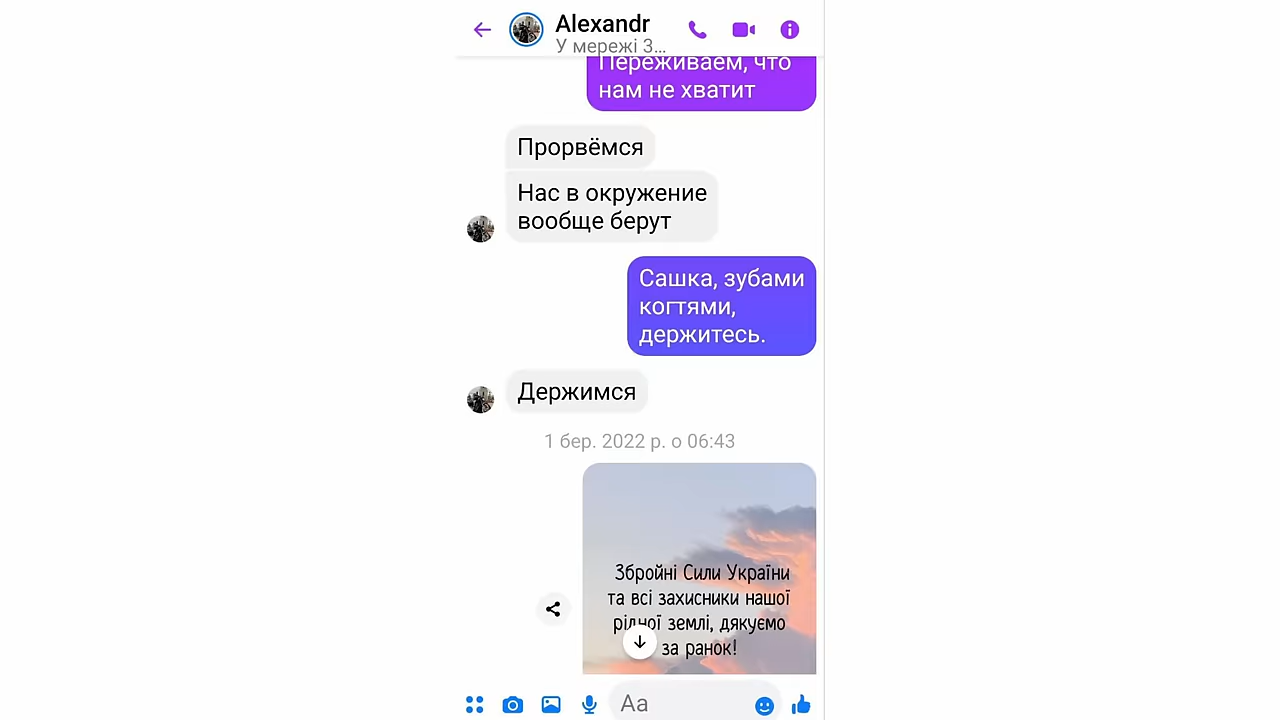 Alexandr
У мережі 3...
Переживаем, что
нам не хватит
Прорвёмся
Нас в окружение
вообще берут
Сашка, зубами
когтями,
держитесь.
Держимся
1 бер. 2022 р. о 06:43
Збройні Сили України
та всі захисники нашої
рідної землі, дякуємо
за ранок!
Aa